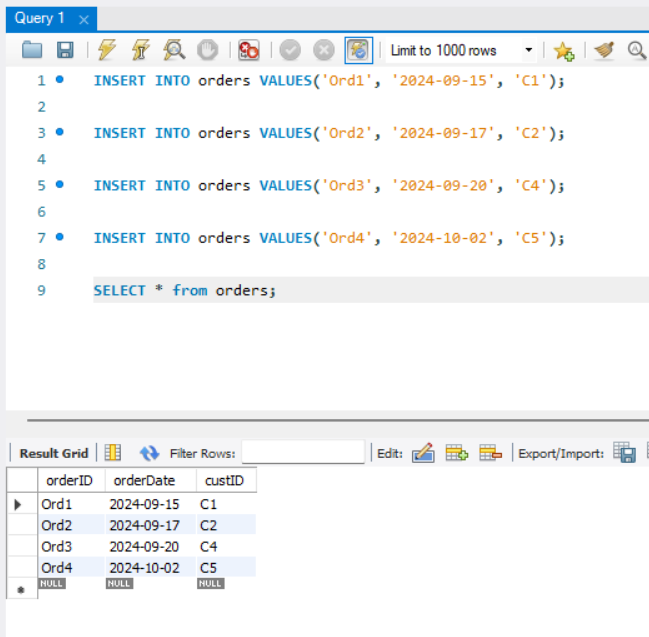 Query 1
Limit to 1000 rows
1 INSERT INTO orders VALUES('Ord1', '2024-09-15', 'C1');
2
3 INSERT INTO orders VALUES('Ord2', '2024-09-17', 'C2');
4
5 INSERT INTO orders VALUES('Ord3', '2024-09-20', 'C4');
6
7 INSERT INTO orders VALUES('Ord4', '2024-10-02', 'C5');
8
9 SELECT * from orders;
Result Grid Filter Rows: Edit: Export/Import:
orderID orderDate custID
Ord1 2024-09-15 C1
Ord2 2024-09-17 C2
Ord3 2024-09-20 C4
Ord4 2024-10-02 C5
NULL NULL NULL